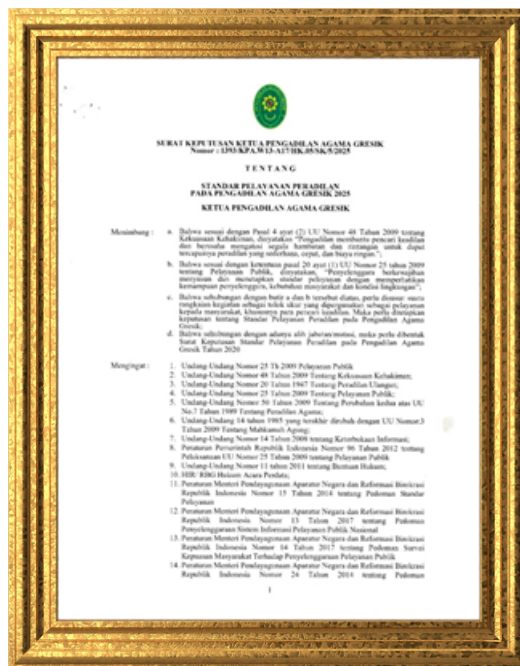 SURAT KEPUTUSAN KETUA PENGADILAN AGAMA GRESIK
Nomor : 1393/KPA.W13-A17/HK.05/SK/5/2025
TENTANG
STANDAR PELAYANAN PERADILAN
PADA PENGADILAN AGAMA GRESIK 2025
KETUA PENGADILAN AGAMA GRESIK
Menimbang : a. Bahwa sesuai dengan Pasal 4 ayat (2) UU Nomor 48 Tahun 2009 tentang
Kekuasaan Kehakiman, dinyatakan "Pengadilan membantu pencari keadilan
dan berusaha mengatasi segala hambatan dan rintangan untuk dapat
tercapainya peradilan yang sederhana, cepat, dan biaya ringan.";
b. Bahwa sesuai dengan ketentuan pasal 20 ayat (1) UU Nomor 25 tahun 2009
tentang Pelayanan Publik, dinyatakan, "Penyelenggara berkewajiban
menyusun dan menetapkan standar pelayanan dengan memperhatikan
kemampuan penyelenggara, kebutuhan masyarakat dan kondisi lingkungan";
c. Bahwa sehubungan dengan butir a dan b tersebut diatas, perlu disusun suatu
rangkaian kegiatan sebagai tolok ukur yang dipergunakan sebagai pelayanan
kepada masyarakat, khususnya para pencari keadilan. Maka perlu ditetapkan
keputusan tentang Standar Pelayanan Peradilan pada Pengadilan Agama
Gresik;
d. Bahwa sehubungan dengan adanya alih jabatan/mutasi, maka perlu dibentuk
Surat Keputusan Standar Pelayanan Peradilan pada Pengadilan Agama
Gresik Tahun 2020
Mengingat : 1. Undang-Undang Nomor 25 Th 2009 Pelayanan Publik
2. Undang-Undang Nomor 48 Tahun 2009 Tentang Kekuasaan Kehakiman;
3. Undang-Undang Nomor 20 Tahun 1947 Tentang Peradilan Ulangan;
4. Undang-Undang Nomor 25 Tahun 2009 Tentang Pelayanan Publik;
5. Undang-Undang Nomor 50 Tahun 2009 Tentang Perubahan kedua atas UU
No.7 Tahun 1989 Tentang Peradilan Agama;
6. Undang-Undang 14 tahun 1985 yang terakhir dirubah dengan UU Nomor.3
Tahun 2009 Tentang Mahkamah Agung;
7. Undang-Undang Nomor 14 Tahun 2008 tentang Keterbukaan Informasi;
8. Peraturan Pemerintah Republik Indonesia Nomor 96 Tahun 2012 tentang
Pelaksanaan UU Nomor 25 Tahun 2009 tentang Pelayanan Publik
9. Undang-Undang Nomor 11 tahun 2011 tentang Bantuan Hukum;
10. HIR/ RBG Hukum Acara Perdata;
11. Peraturan Menteri Pendayagunaan Aparatur Negara dan Reformasi Birokrasi
Republik Indonesia Nomor 15 Tahun 2014 tentang Pedoman Standar
Pelayanan
12. Peraturan Menteri Pendayagunaan Aparatur Negara dan Reformasi Birokrasi
Republik Indonesia Nomor 13 Tahun 2017 tentang Pedoman
Penyelenggaraan Sistem Informasi Pelayanan Publik Nasional
13. Peraturan Menteri Pendayagunaan Aparatur Negara dan Reformasi Birokrasi
Republik Indonesia Nomor 14 Tahun 2017 tentang Pedoman Survei
Kepuasan Masyarakat Terhadap Penyelenggaraan Pelayanan Publik
14. Peraturan Menteri Pendayagunaan Aparatur Negara dan Reformasi Birokrasi
Republik Indonesia Nomor 24 Tahun 2014 tentang Pedoman
1